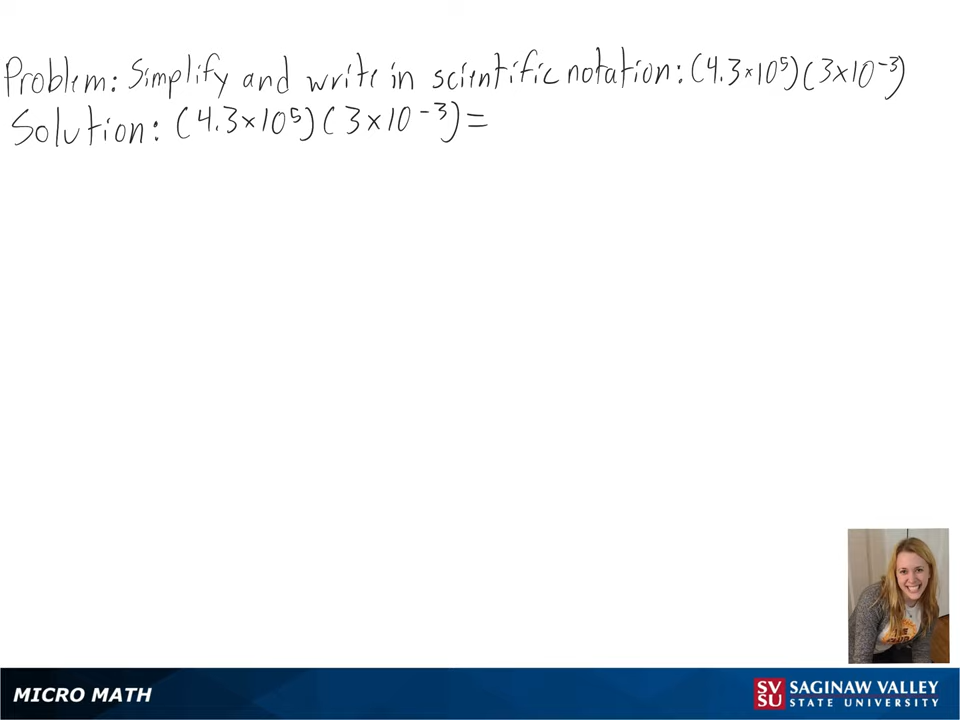 Problem: Simplify and write in scientific notation: (4.3×10⁵)(3×10⁻³)
Solution: (4.3×10⁵)(3×10⁻³)=
MICRO MATH
SV
SU
SAGINAW VALLEY
STATE UNIVERSITY